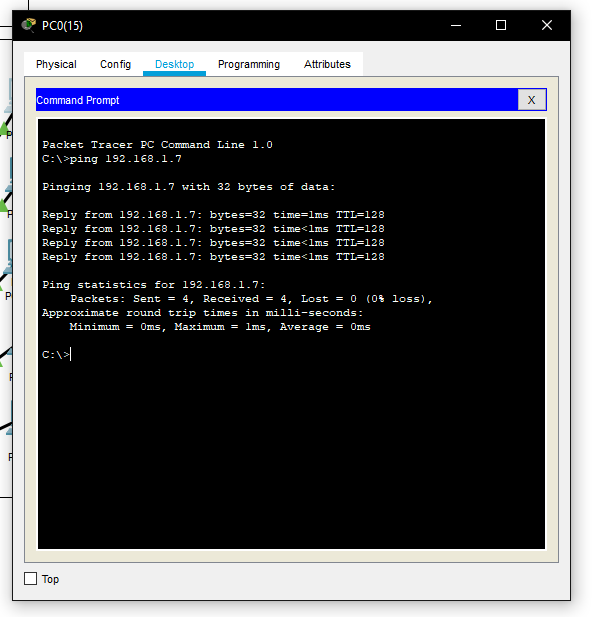 PC0(15)
Physical Config Desktop Programming Attributes
Command Prompt X
Packet Tracer PC Command Line 1.0
C:\>ping 192.168.1.7
Pinging 192.168.1.7 with 32 bytes of data:
Reply from 192.168.1.7: bytes=32 time=1ms TTL=128
Reply from 192.168.1.7: bytes=32 time<1ms TTL=128
Reply from 192.168.1.7: bytes=32 time<1ms TTL=128
Reply from 192.168.1.7: bytes=32 time<1ms TTL=128
Ping statistics for 192.168.1.7:
Packets: Sent = 4, Received = 4, Lost = 0 (0% loss),
Approximate round trip times in milli-seconds:
Minimum = 0ms, Maximum = 1ms, Average = 0ms
C:\>
Top